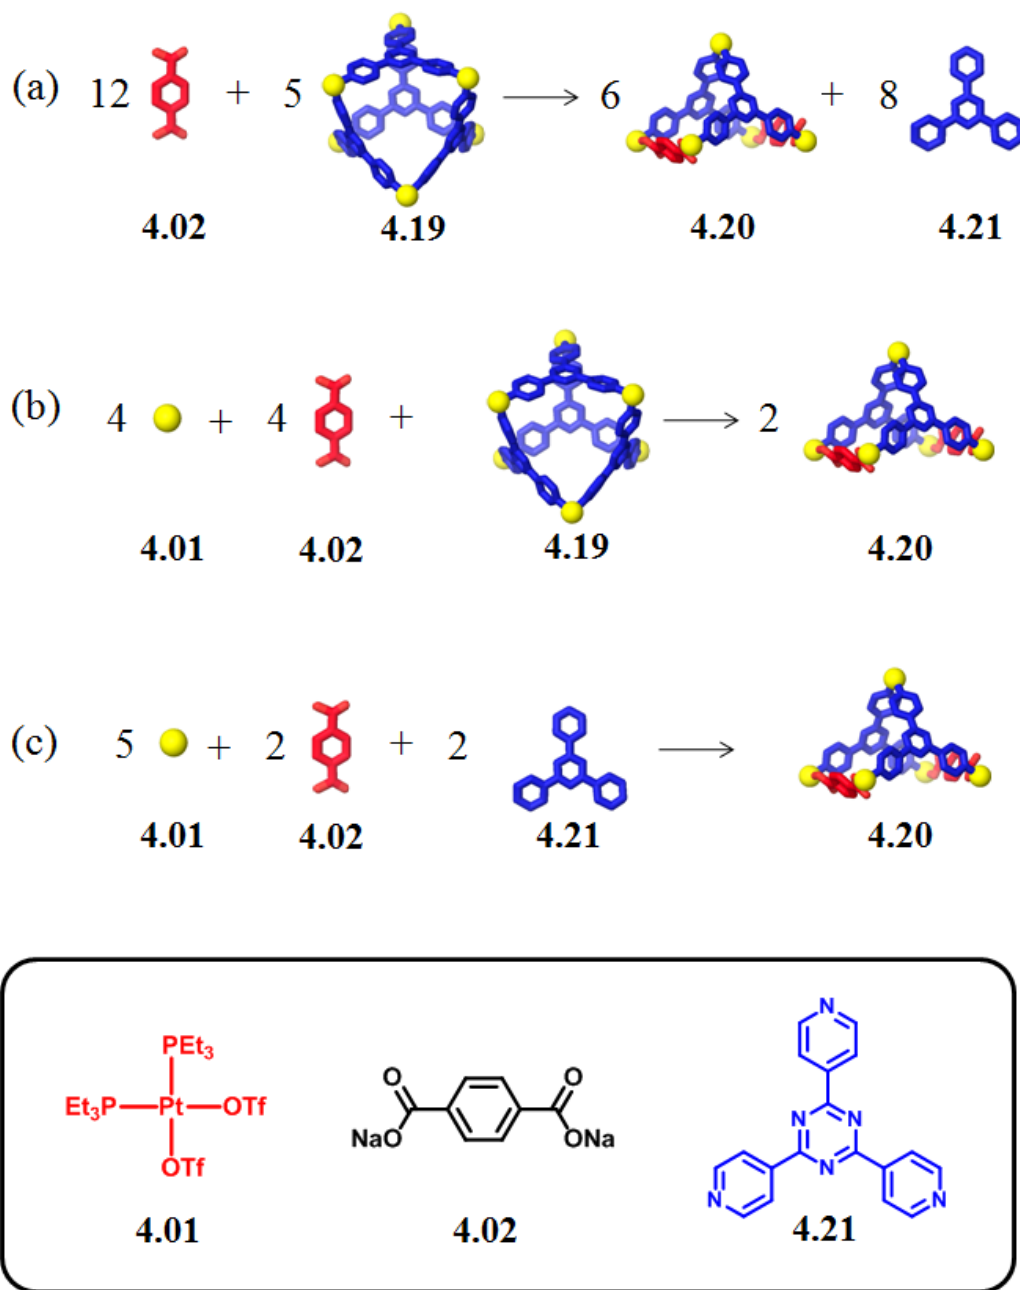 (a) 12 + 5 → 6 + 8
4.02 4.19 4.20 4.21
(b) 4 + 4 + → 2
4.01 4.02 4.19 4.20
(c) 5 + 2 + 2 →
4.01 4.02 4.21 4.20
PEt3
Et3P Pt OTf
OTf
4.01
O O
NaO ONa
4.02
N
N N
N
N N
4.21